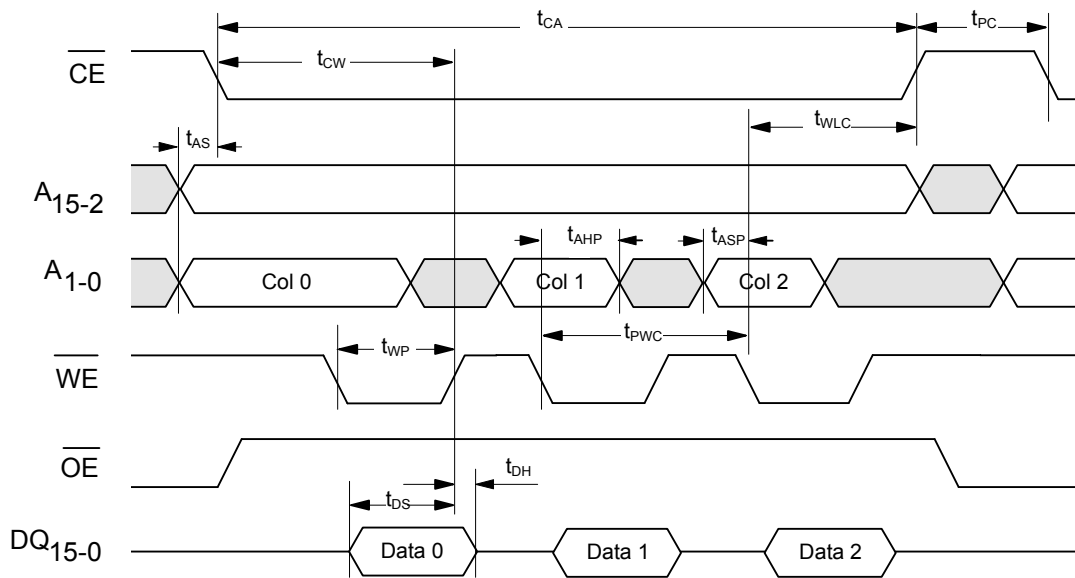 tCA
tPC
CE
tCW
tAS
tWLC
A15-2
tAHP
tASP
A1-0
Col 0
Col 1
Col 2
tWP
tPWC
WE
OE
tDH
tDS
DQ15-0
Data 0
Data 1
Data 2